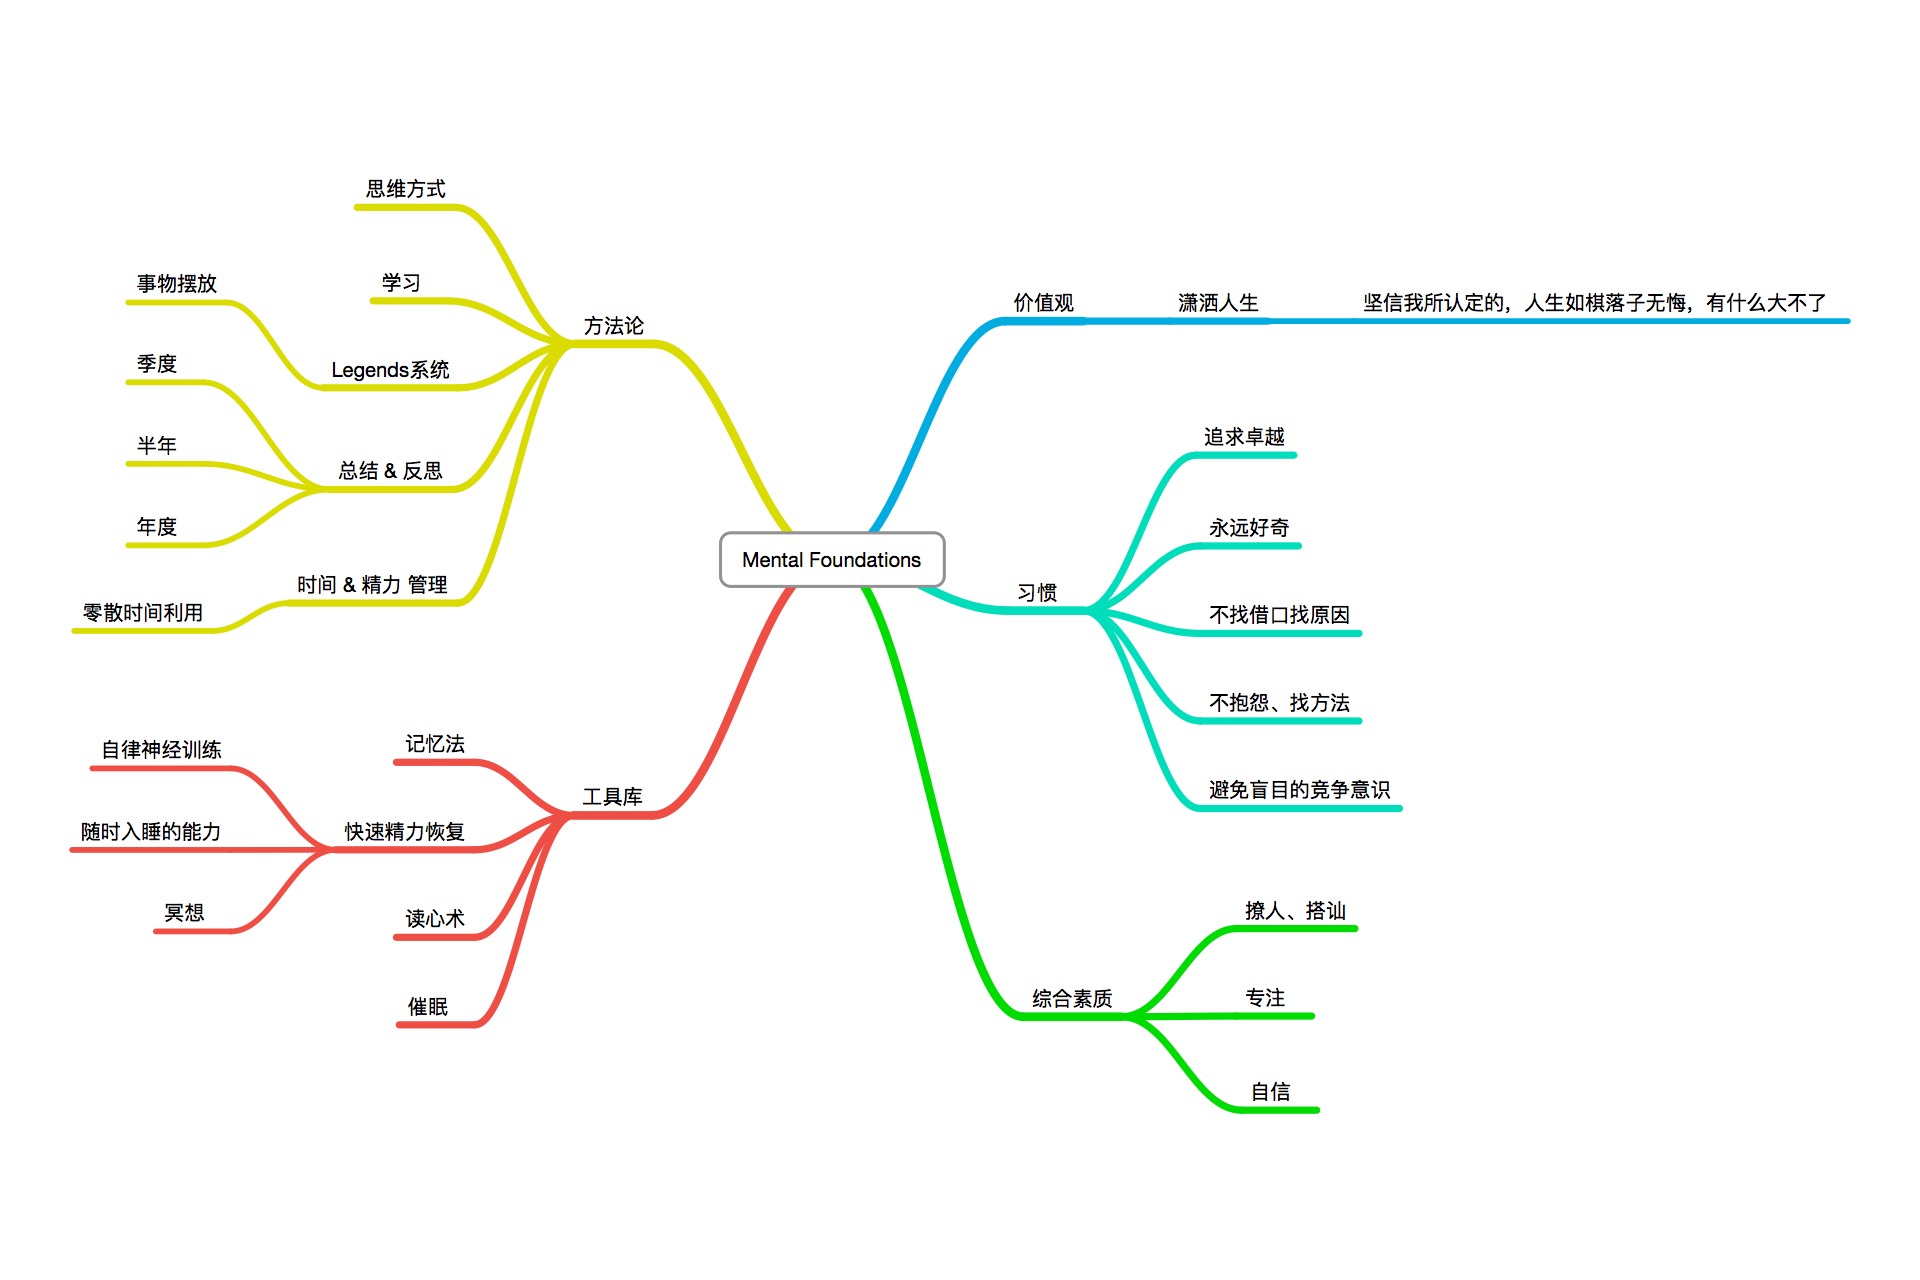 Mental Foundations
价值观
潇洒人生
坚信我所认定的，人生如棋落子无悔，有什么大不了
习惯
追求卓越
永远好奇
不找借口找原因
不抱怨、找方法
避免盲目的竞争意识
综合素质
撩人、搭讪
专注
自信
方法论
思维方式
学习
Legends系统
事物摆放
总结 & 反思
季度
半年
年度
时间 & 精力 管理
零散时间利用
工具库
记忆法
快速精力恢复
自律神经训练
随时入睡的能力
冥想
读心术
催眠